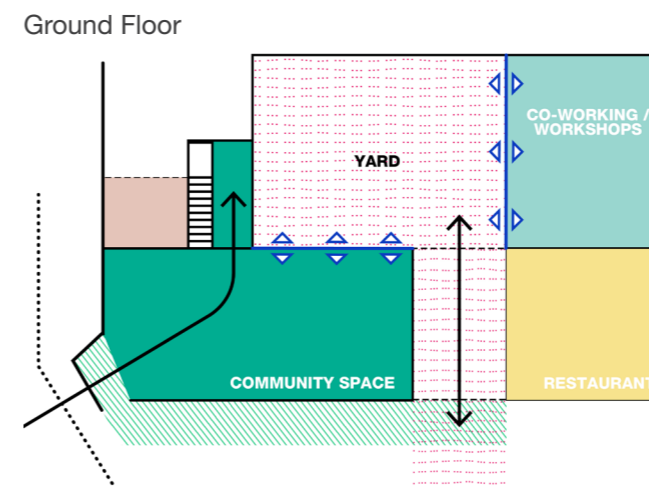 Ground Floor
CO-WORKING /
WORKSHOPS
YARD
COMMUNITY SPACE
RESTAURANT